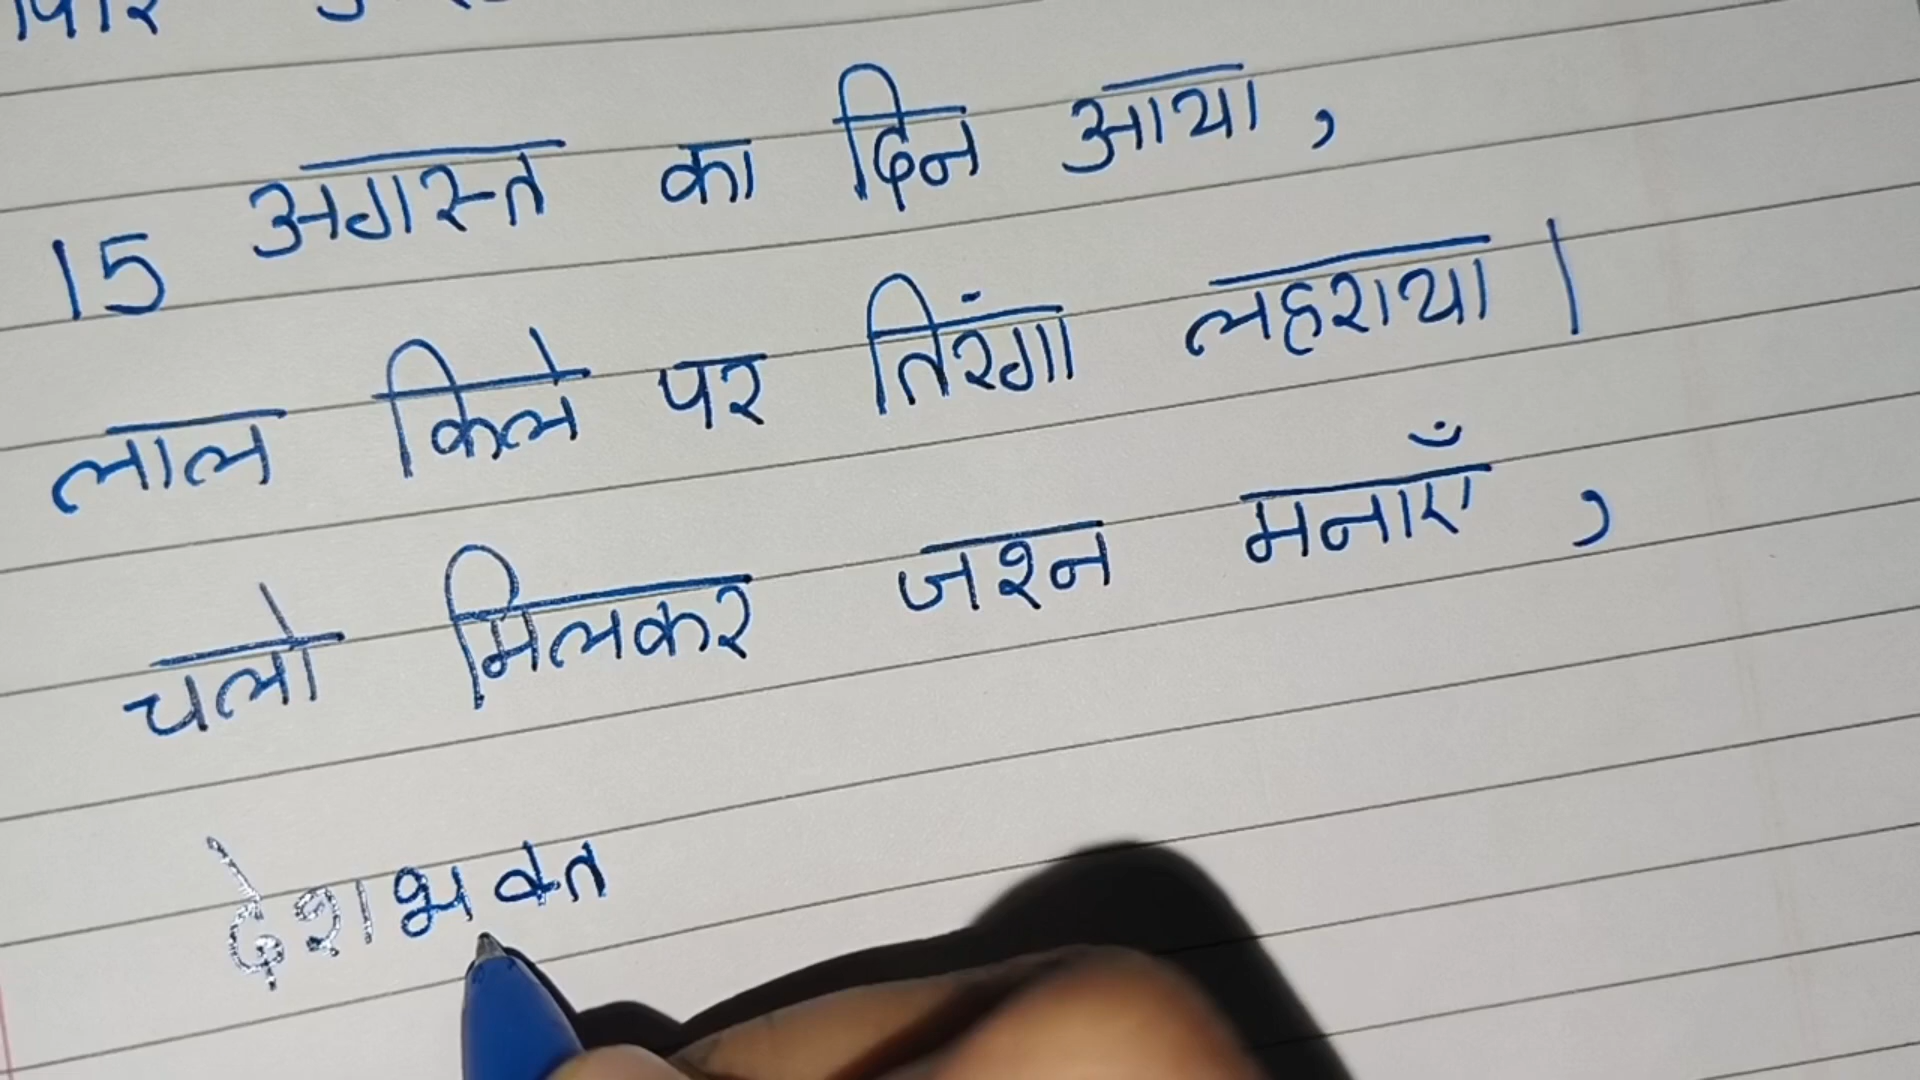 15 अगस्त का दिन आया,
लाल किले पर तिरंगा लहराया।
चलो मिलकर जश्न मनाएँ,
देशभक्त